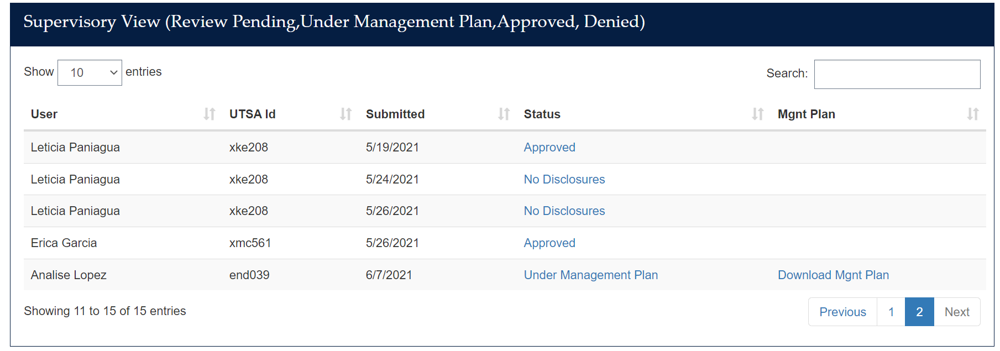 Supervisory View (Review Pending,Under Management Plan,Approved, Denied)
Show 10 entries Search:
User UTSA Id Submitted Status Mgnt Plan
Leticia Paniagua xke208 5/19/2021 Approved
Leticia Paniagua xke208 5/24/2021 No Disclosures
Leticia Paniagua xke208 5/26/2021 No Disclosures
Erica Garcia xmc561 5/26/2021 Approved
Analise Lopez end039 6/7/2021 Under Management Plan Download Mgnt Plan
Showing 11 to 15 of 15 entries Previous 1 2 Next